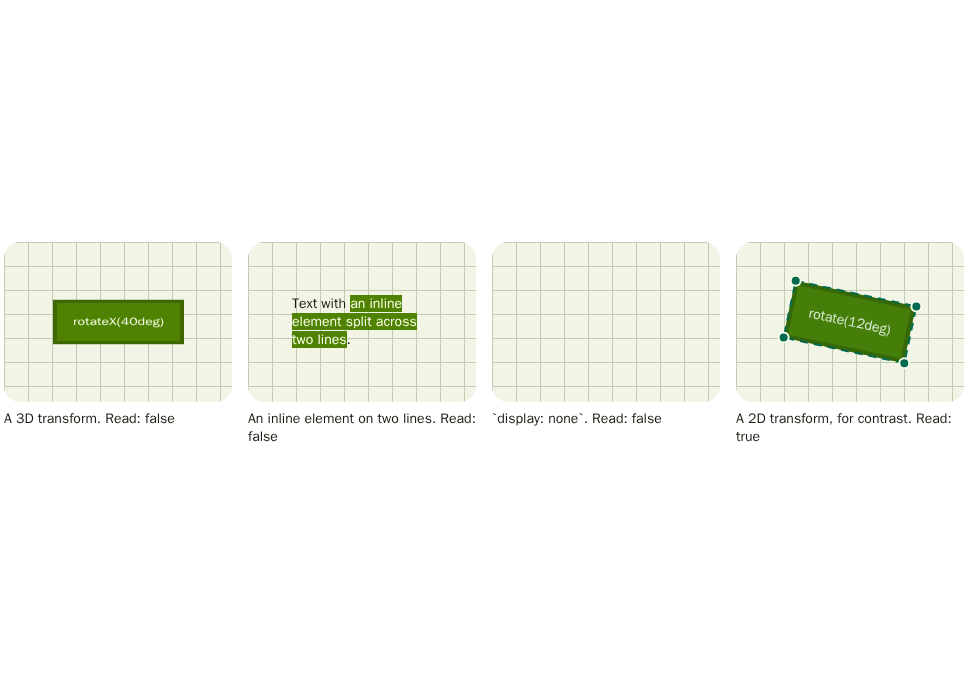 rotateX(40deg)
A 3D transform. Read: false
Text with an inline
element split across
two lines.
An inline element on two lines. Read:
false
`display: none`. Read: false
rotate(12deg)
A 2D transform, for contrast. Read:
true